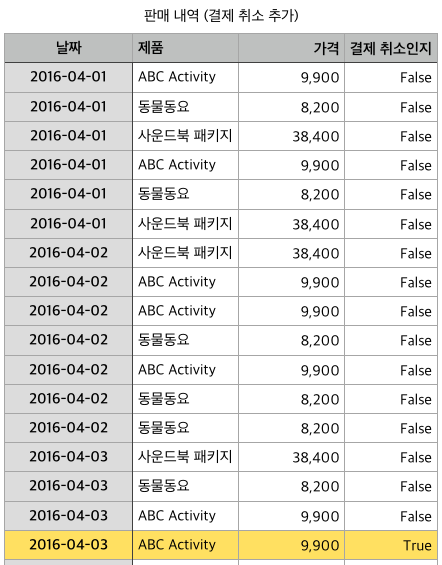 판매 내역 (결제 취소 추가)
날짜 제품 가격 결제 취소인지
2016-04-01 ABC Activity 9,900 False
2016-04-01 동물동요 8,200 False
2016-04-01 사운드북 패키지 38,400 False
2016-04-01 ABC Activity 9,900 False
2016-04-01 동물동요 8,200 False
2016-04-01 사운드북 패키지 38,400 False
2016-04-02 사운드북 패키지 38,400 False
2016-04-02 ABC Activity 9,900 False
2016-04-02 ABC Activity 9,900 False
2016-04-02 동물동요 8,200 False
2016-04-02 ABC Activity 9,900 False
2016-04-02 동물동요 8,200 False
2016-04-02 동물동요 8,200 False
2016-04-03 사운드북 패키지 38,400 False
2016-04-03 동물동요 8,200 False
2016-04-03 ABC Activity 9,900 False
2016-04-03 ABC Activity 9,900 True